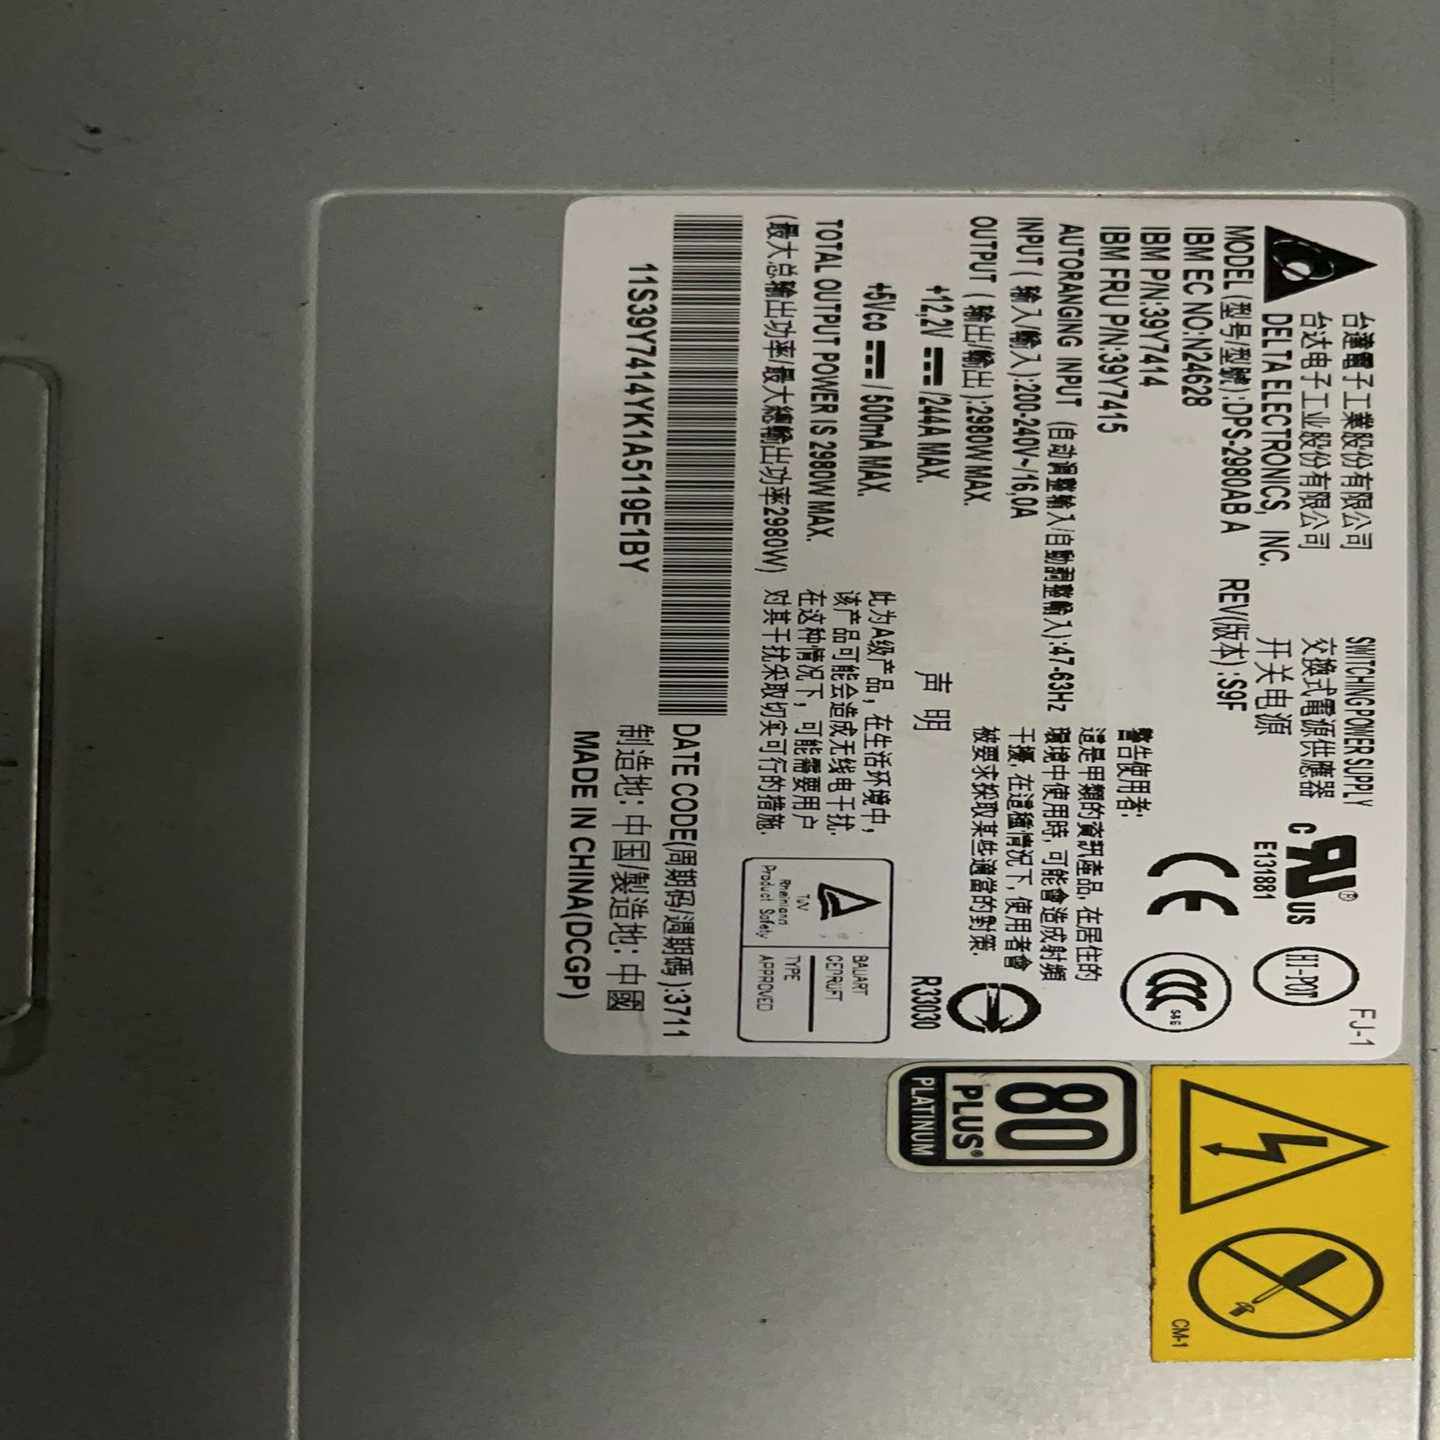 台達電子工業股份有限公司
台达电子工业股份有限公司
DELTA ELECTRONICS, INC.
SWITCHING POWER SUPPLY
交換式電源供應器
开关电源
MODEL (型号/型號):DPS-2980AB A REV(版本):S9F
IBM EC NO:N24628
IBM P/N:39Y7414
IBM FRU P/N:39Y7415
AUTORANGING INPUT (自动调整输入/自動調整輸入):47-63Hz
INPUT (输入/輸入):200-240V~/16,0A
OUTPUT (输出/輸出):2980W MAX.
+12,2V /244A MAX.
+5Vco /500mA MAX.
TOTAL OUTPUT POWER IS 2980W MAX.
(最大总输出功率/最大總輸出功率2980W)
C US
®
E131881
HI-POT
FJ-1
CE
CCC
S&E
警告使用者:
這是甲類的資訊產品,在居住的
環境中使用時,可能會造成射頻
干擾,在這種情況下,使用者會
被要求採取某些適當的對策.
R33030
声明
此为A级产品,在生活环境中,
该产品可能会造成无线电干扰.
在这种情况下,可能需要用户
对其干扰采取切实可行的措施.
TüV
Rheinland
Product Safety
BAUART
GEPRÜFT
TYPE
APPROVED
11S39Y7414YK1A5119E1BY
DATE CODE(周期码/週期碼):3711
制造地:中国/製造地:中國
MADE IN CHINA(DCGP)
80
PLUS®
PLATINUM
CM-1